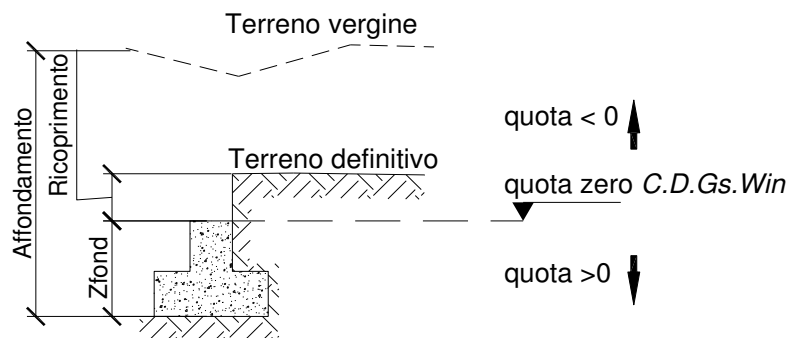 Terreno vergine
Affondamento
Ricoprimento
quota < 0
Terreno definitivo
quota zero C.D.Gs.Win
Zfond
quota >0